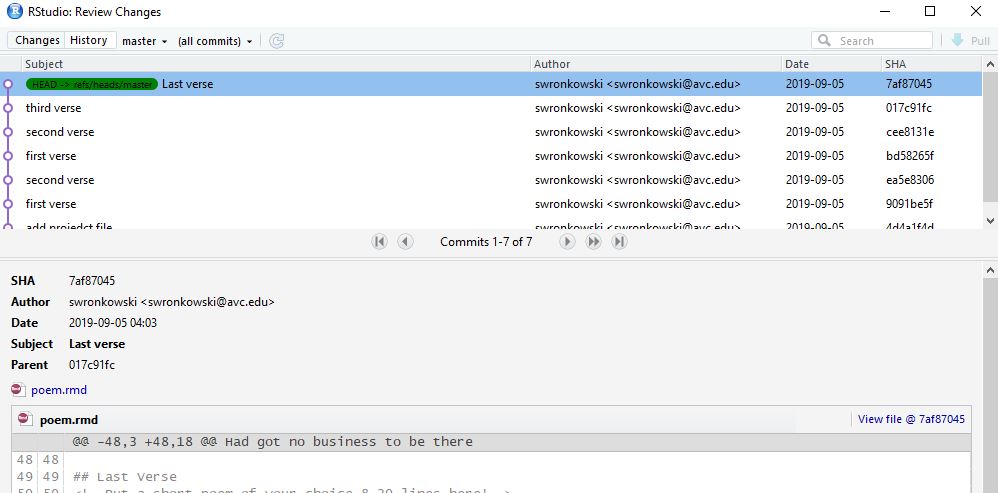 RStudio: Review Changes
Changes History master (all commits) Search Pull
Subject Author Date SHA
HEAD -> refs/heads/master Last verse swronkowski <swronkowski@avc.edu> 2019-09-05 7af87045
third verse swronkowski <swronkowski@avc.edu> 2019-09-05 017c91fc
second verse swronkowski <swronkowski@avc.edu> 2019-09-05 cee8131e
first verse swronkowski <swronkowski@avc.edu> 2019-09-05 bd58265f
second verse swronkowski <swronkowski@avc.edu> 2019-09-05 ea5e8306
first verse swronkowski <swronkowski@avc.edu> 2019-09-05 9091be5f
add projedct file swronkowski <swronkowski@avc.edu> 2019-09-05 4d4a1f4d
Commits 1-7 of 7
SHA 7af87045
Author swronkowski <swronkowski@avc.edu>
Date 2019-09-05 04:03
Subject Last verse
Parent 017c91fc
poem.rmd
poem.rmd View file @ 7af87045
@@ -48,3 +48,18 @@ Had got no business to be there
48 48
49 49 ## Last Verse
50 50 <!- Put a short poem of your choice 8-20 lines here!